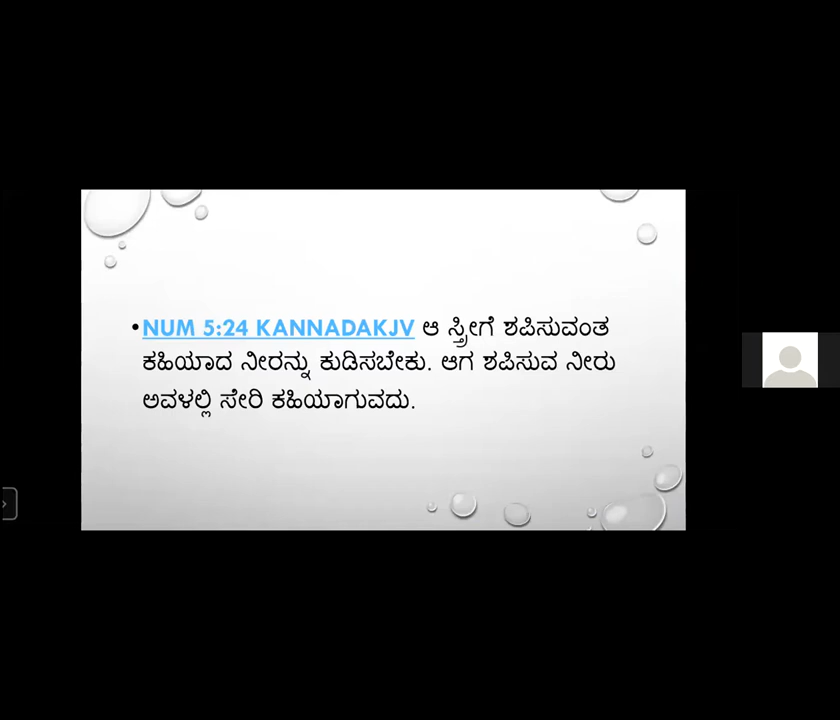 •NUM 5:24 KANNADAKJV ಆ ಸ್ತ್ರೀಗೆ ಶಪಿಸುವಂತ
ಕಹಿಯಾದ ನೀರನ್ನು ಕುಡಿಸಬೇಕು. ಆಗ ಶಪಿಸುವ ನೀರು
ಅವಳಲ್ಲಿ ಸೇರಿ ಕಹಿಯಾಗುವದು.